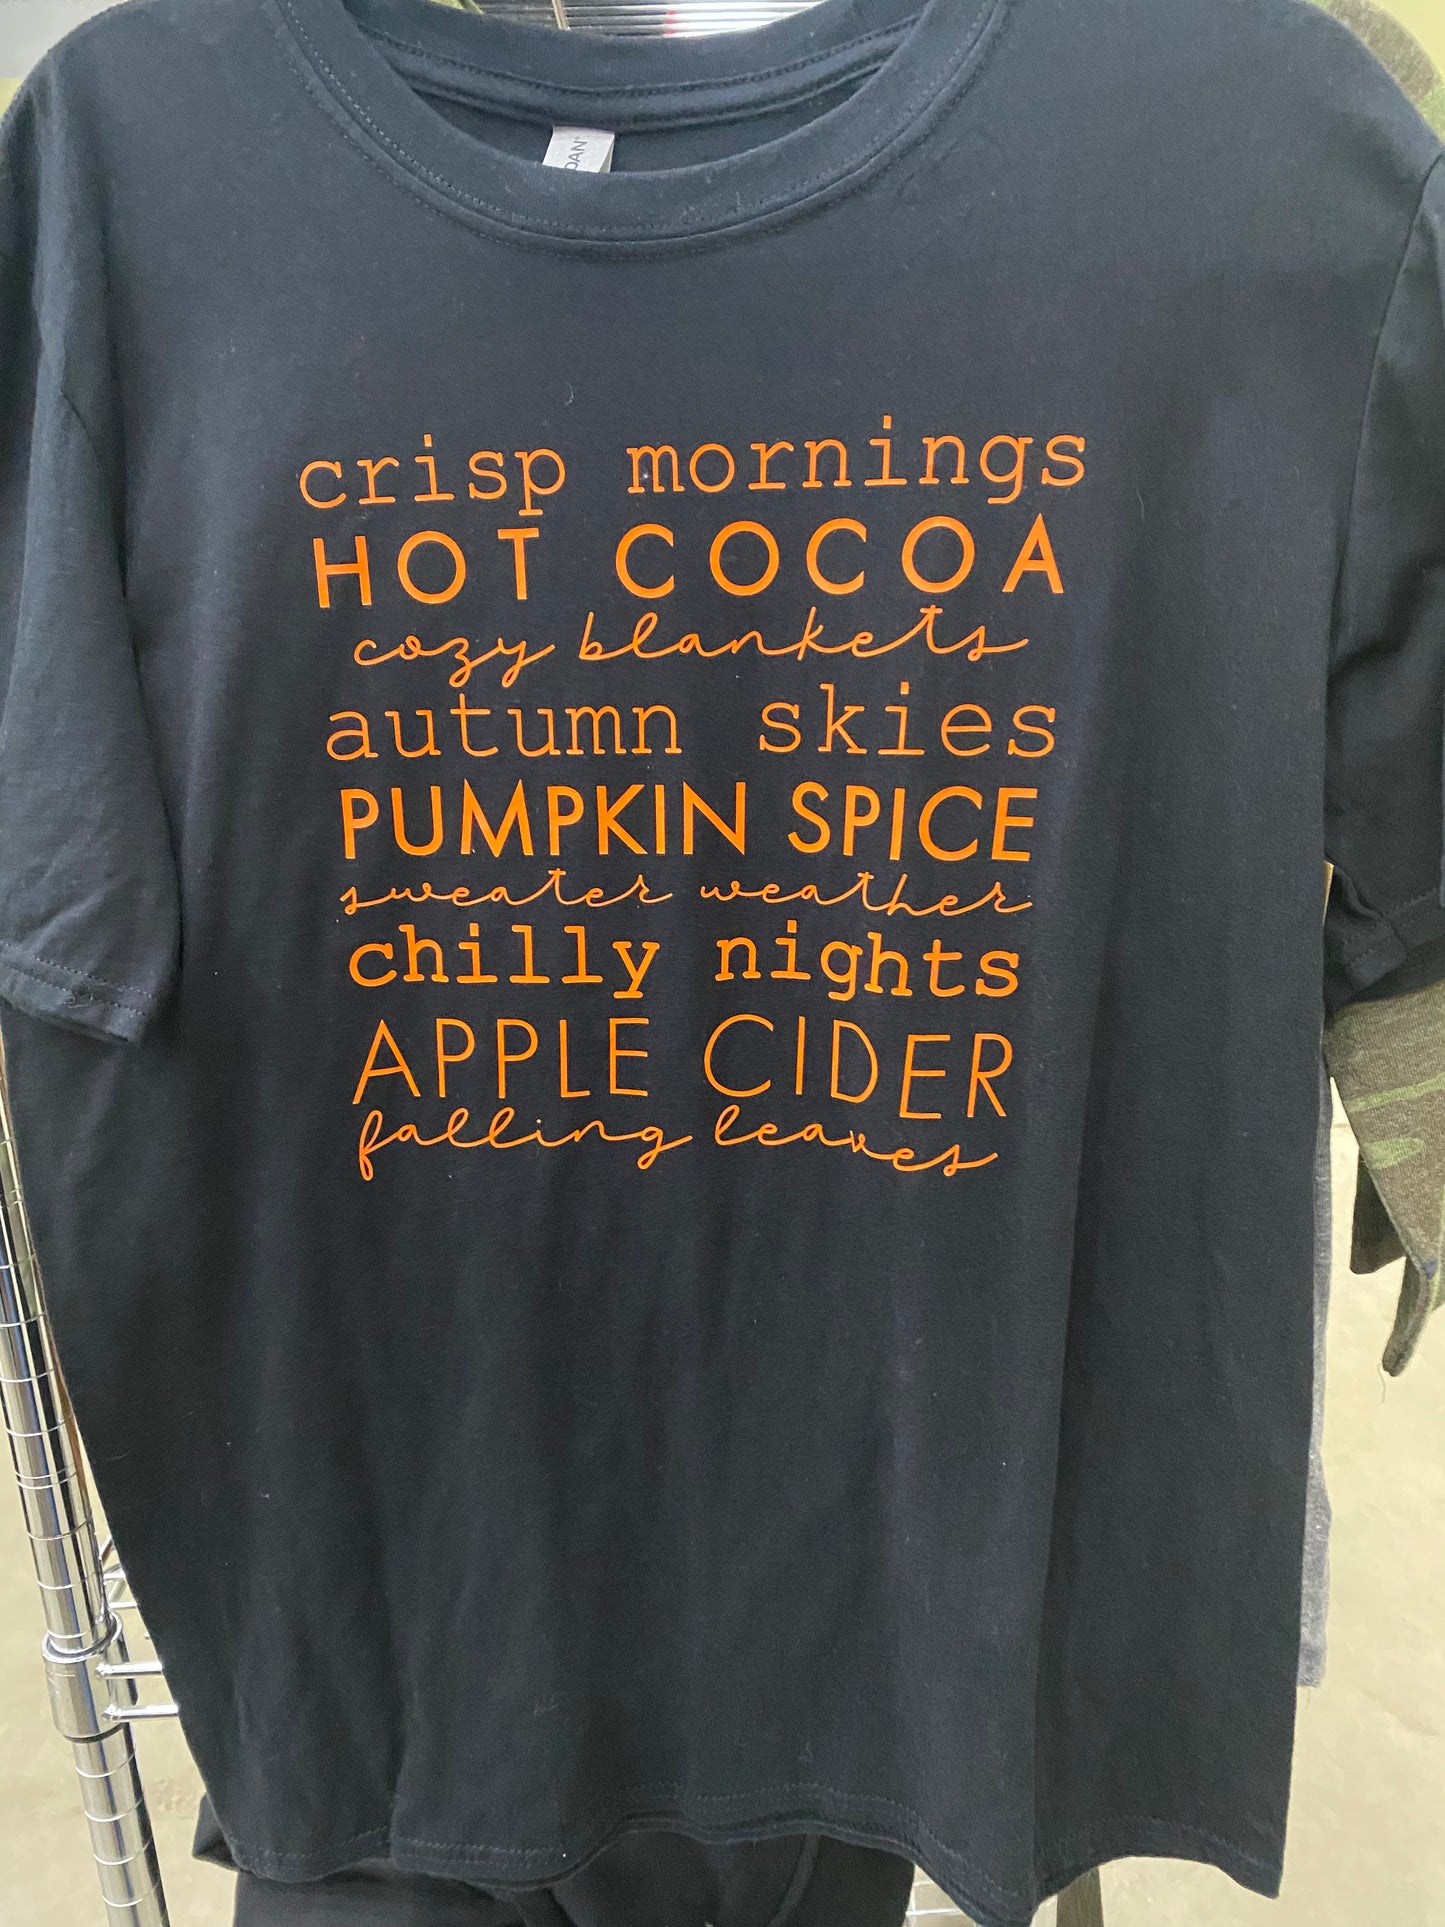 crisp mornings
HOT COCOA
cozy blankets
autumn skies
PUMPKIN SPICE
sweater weather
chilly nights
APPLE CIDER
falling leaves